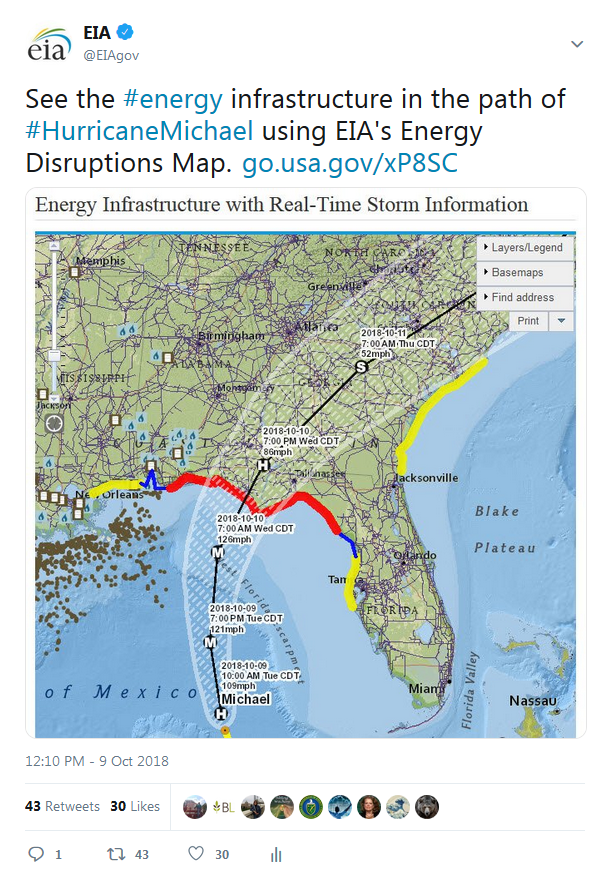 EIA
@EIAgov
eia
See the #energy infrastructure in the path of
#HurricaneMichael using EIA's Energy
Disruptions Map. go.usa.gov/xP8SC
Energy Infrastructure with Real-Time Storm Information
Layers/Legend
Basemaps
Find address
Print
TENNESSEE
NORTH CAROLINA
Memphis
Charlotte
Greenville
SOUTH CAROLINA
Atlanta
Birmingham
2018-10-11
7:00 AM Thu CDT
52mph
S
ALABAMA
MISSISSIPPI
Montgomery
GEORGIA
Jackson
2018-10-10
7:00 PM Wed CDT
86mph
H
Tallahassee
Jacksonville
New Orleans
2018-10-10
7:00 AM Wed CDT
126mph
M
Blake
Plateau
Orlando
West Florida Escarpment
Tampa
FLORIDA
2018-10-09
7:00 PM Tue CDT
121mph
M
2018-10-09
10:00 AM Tue CDT
109mph
Michael
H
of Mexico
Miami
Florida Valley
Nassau
12:10 PM - 9 Oct 2018
43 Retweets 30 Likes
BL
1 43 30